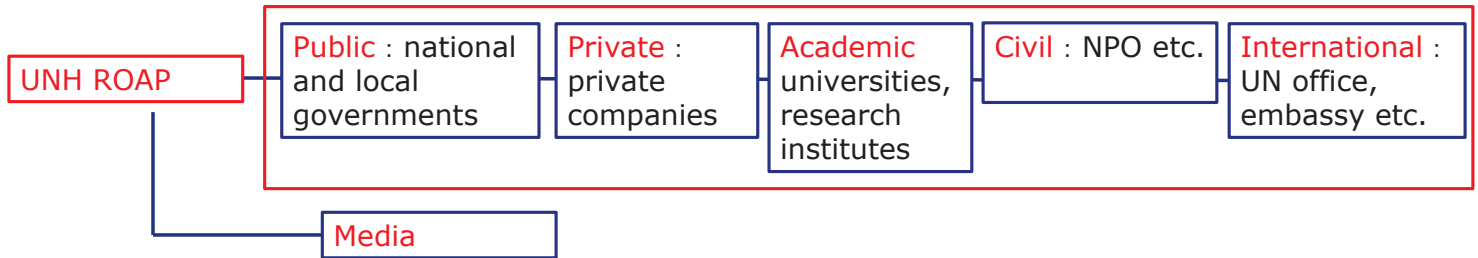 UNH ROAP
Public : national
and local
governments
Private :
private
companies
Academic
universities,
research
institutes
Civil : NPO etc.
International :
UN office,
embassy etc.
Media